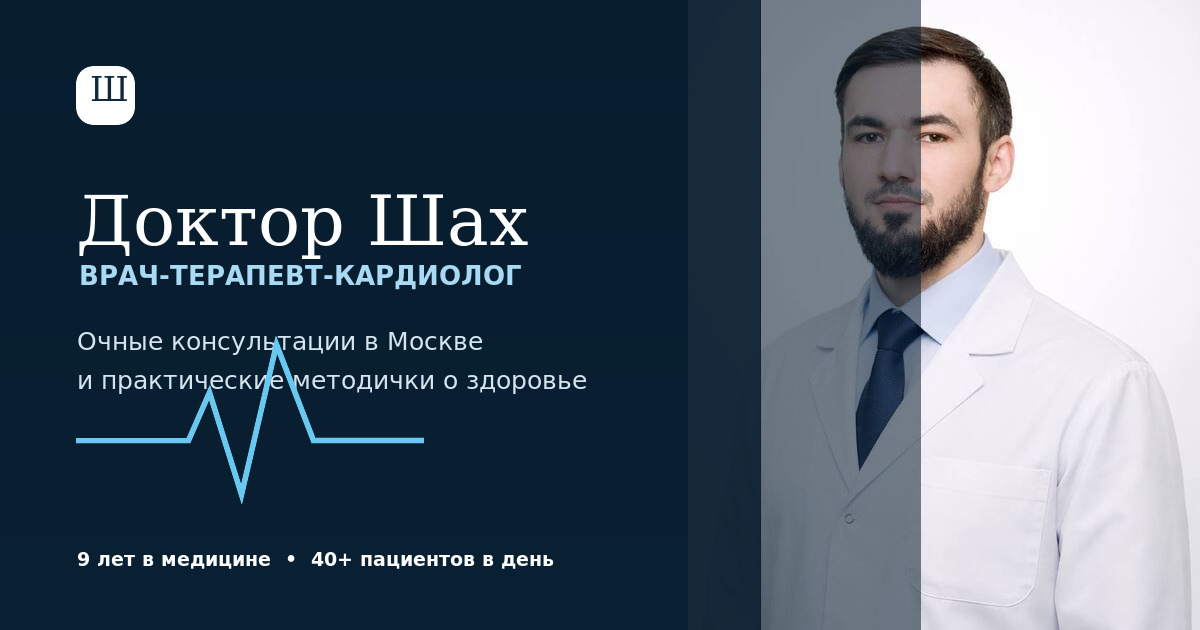 Ш
Доктор Шах
ВРАЧ-ТЕРАПЕВТ-КАРДИОЛОГ
Очные консультации в Москве
и практические методички о здоровье
9 лет в медицине • 40+ пациентов в день